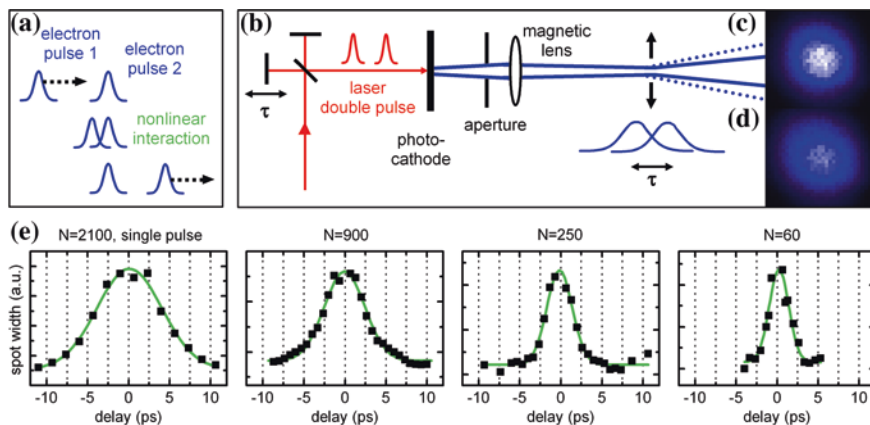 (a)
electron
pulse 1
electron
pulse 2
nonlinear
interaction
(b)
τ
laser
double pulse
photo-
cathode
aperture
magnetic
lens
τ
(c)
(d)
(e)
N=2100, single pulse
N=900
N=250
N=60
spot width (a.u.)
-10 -5 0 5 10
-10 -5 0 5 10
-10 -5 0 5 10
-10 -5 0 5 10
delay (ps)
delay (ps)
delay (ps)
delay (ps)